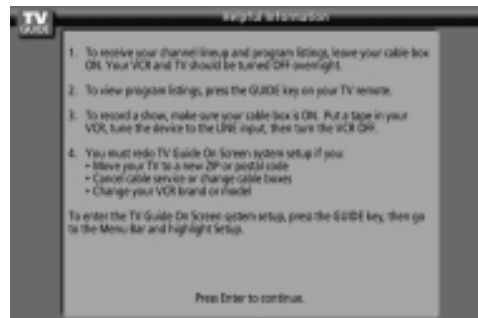 TV
GUIDE
Helpful Information
1. To receive your channel lineup and program listings, leave your cable box
ON. Your VCR and TV should be turned OFF overnight.
2. To view program listings, press the GUIDE key on your TV remote.
3. To record a show, make sure your cable box is ON. Put a tape in your
VCR, tune the device to the LINE input, then turn the VCR OFF.
4. You must redo TV Guide On Screen system setup if you:
• Move your TV to a new ZIP or postal code
• Cancel cable service or change cable boxes
• Change your VCR brand or model
To enter the TV Guide On Screen system setup, press the GUIDE key, then go
to the Menu Bar and highlight Setup.
Press Enter to continue.